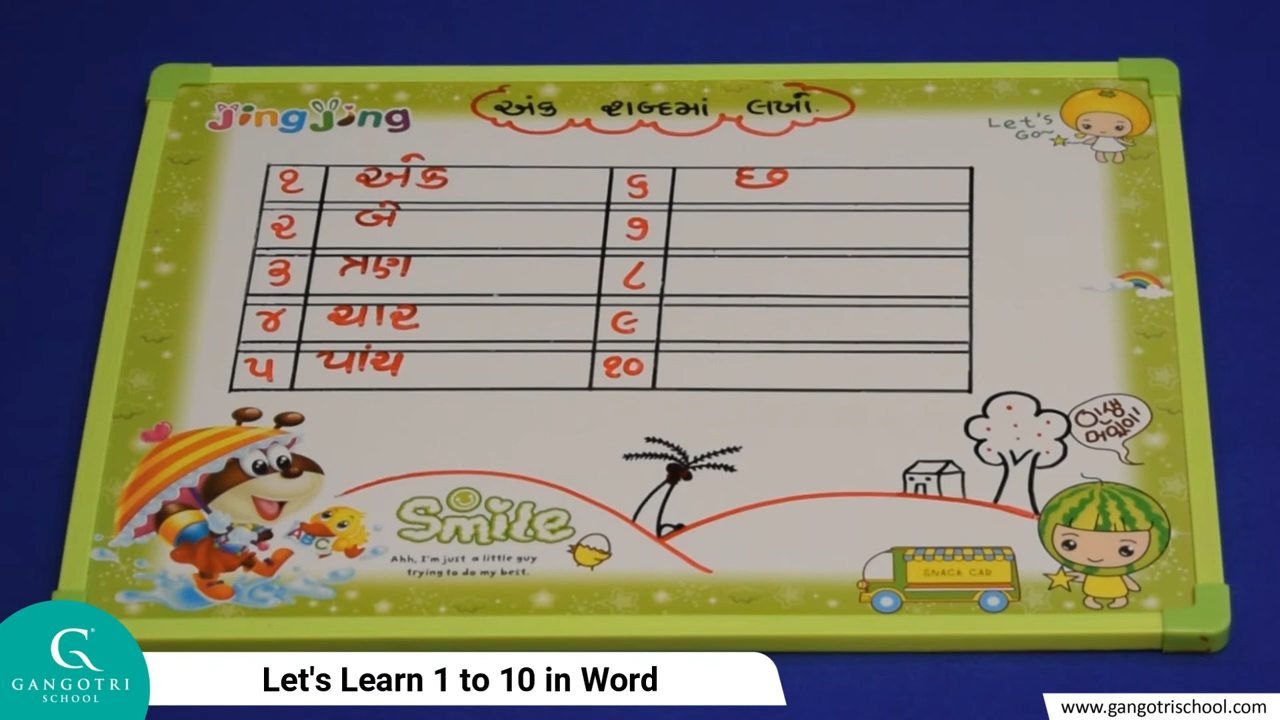 jingjing
અંક શબ્દમાં લખો.
Let's
Go~
૧ એક ૬ છ
૨ બે ૭
૩ ત્રણ ૮
૪ ચાર ૯
૫ પાંચ ૧૦
Smile
Ahh, I'm just a little guy
trying to do my best.
ABC
SNACK CAR
GANGOTRI
SCHOOL
Let's Learn 1 to 10 in Word
www.gangotrischool.com